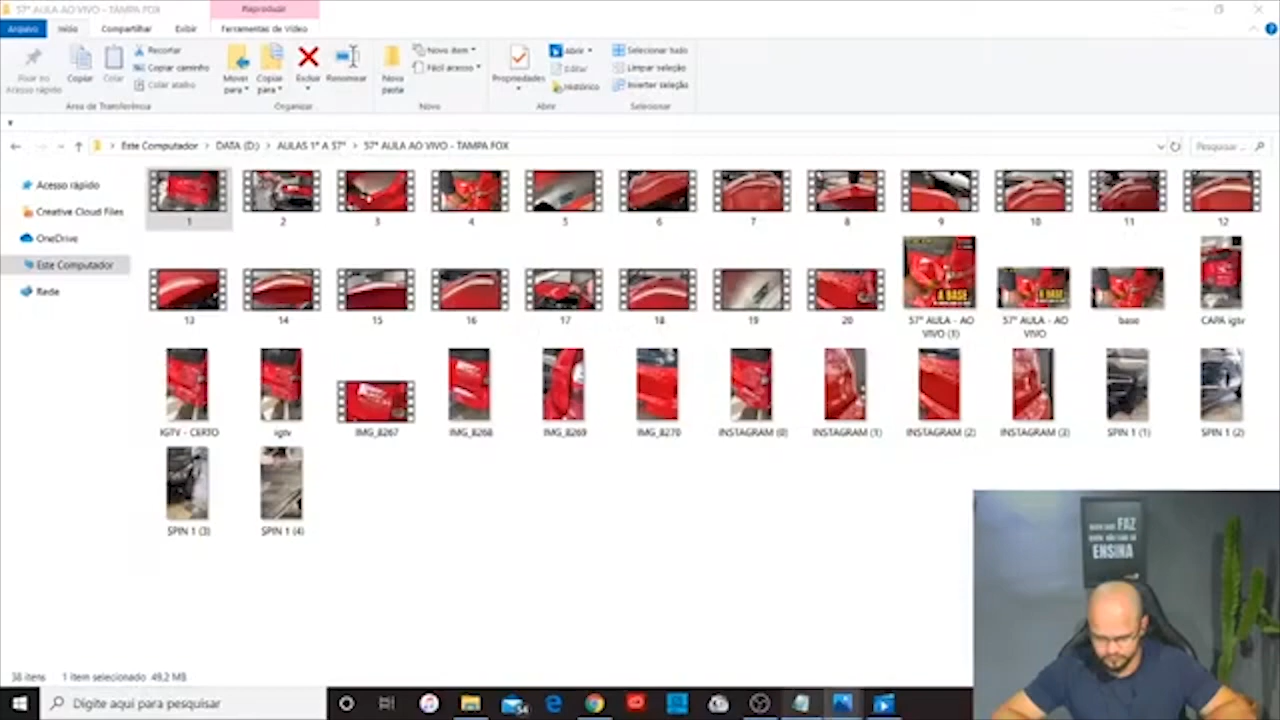 57ª AULA AO VIVO - TAMPA FOX
Reproduzir
Arquivo Início Compartilhar Exibir Ferramentas de Vídeo
Fixar no Acesso rápido
Copiar
Colar
Recortar
Copiar caminho
Colar atalho
Mover para
Copiar para
Excluir
Renomear
Nova pasta
Novo item
Fácil acesso
Propriedades
Abrir
Editar
Histórico
Selecionar tudo
Limpar seleção
Inverter seleção
Área de Transferência
Organizar
Novo
Abrir
Selecionar
Este Computador > DATA (D:) > AULAS 1ª A 57ª > 57ª AULA AO VIVO - TAMPA FOX
Pesquisar ...
Acesso rápido
Creative Cloud Files
OneDrive
Este Computador
Rede
1 2 3 4 5 6 7 8 9 10 11 12
A BASE
A BASE
13 14 15 16 17 18 19 20 57ª AULA - AO VIVO (1) 57ª AULA - AO VIVO base CAPA igtv
IGTV - CERTO igtv IMG_8267 IMG_8268 IMG_8269 IMG_8270 INSTAGRAM (0) INSTAGRAM (1) INSTAGRAM (2) INSTAGRAM (3) SPIN 1 (1) SPIN 1 (2)
SPIN 1 (3) SPIN 1 (4)
FAZ
ENSINA
38 itens 1 item selecionado 49,2 MB
Digite aqui para pesquisar
54